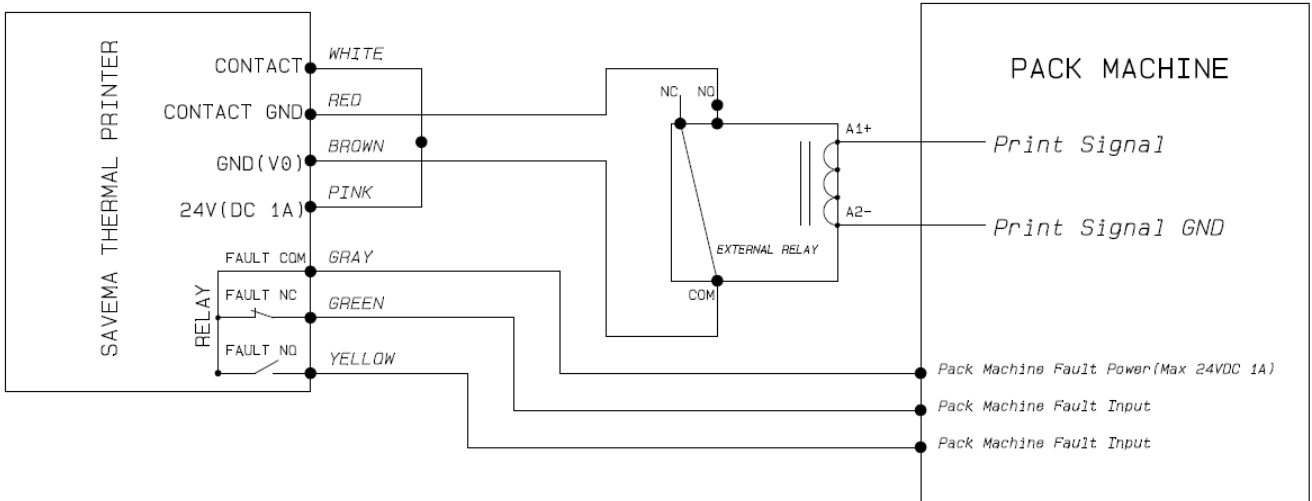 SAVEMA THERMAL PRINTER
CONTACT
WHITE
CONTACT GND
RED
GND(V0)
BROWN
24V(DC 1A)
PINK
RELAY
FAULT COM
GRAY
FAULT NC
GREEN
FAULT NO
YELLOW
NC NO
A1+
A2-
EXTERNAL RELAY
COM
PACK MACHINE
Print Signal
Print Signal GND
Pack Machine Fault Power(Max 24VDC 1A)
Pack Machine Fault Input
Pack Machine Fault Input